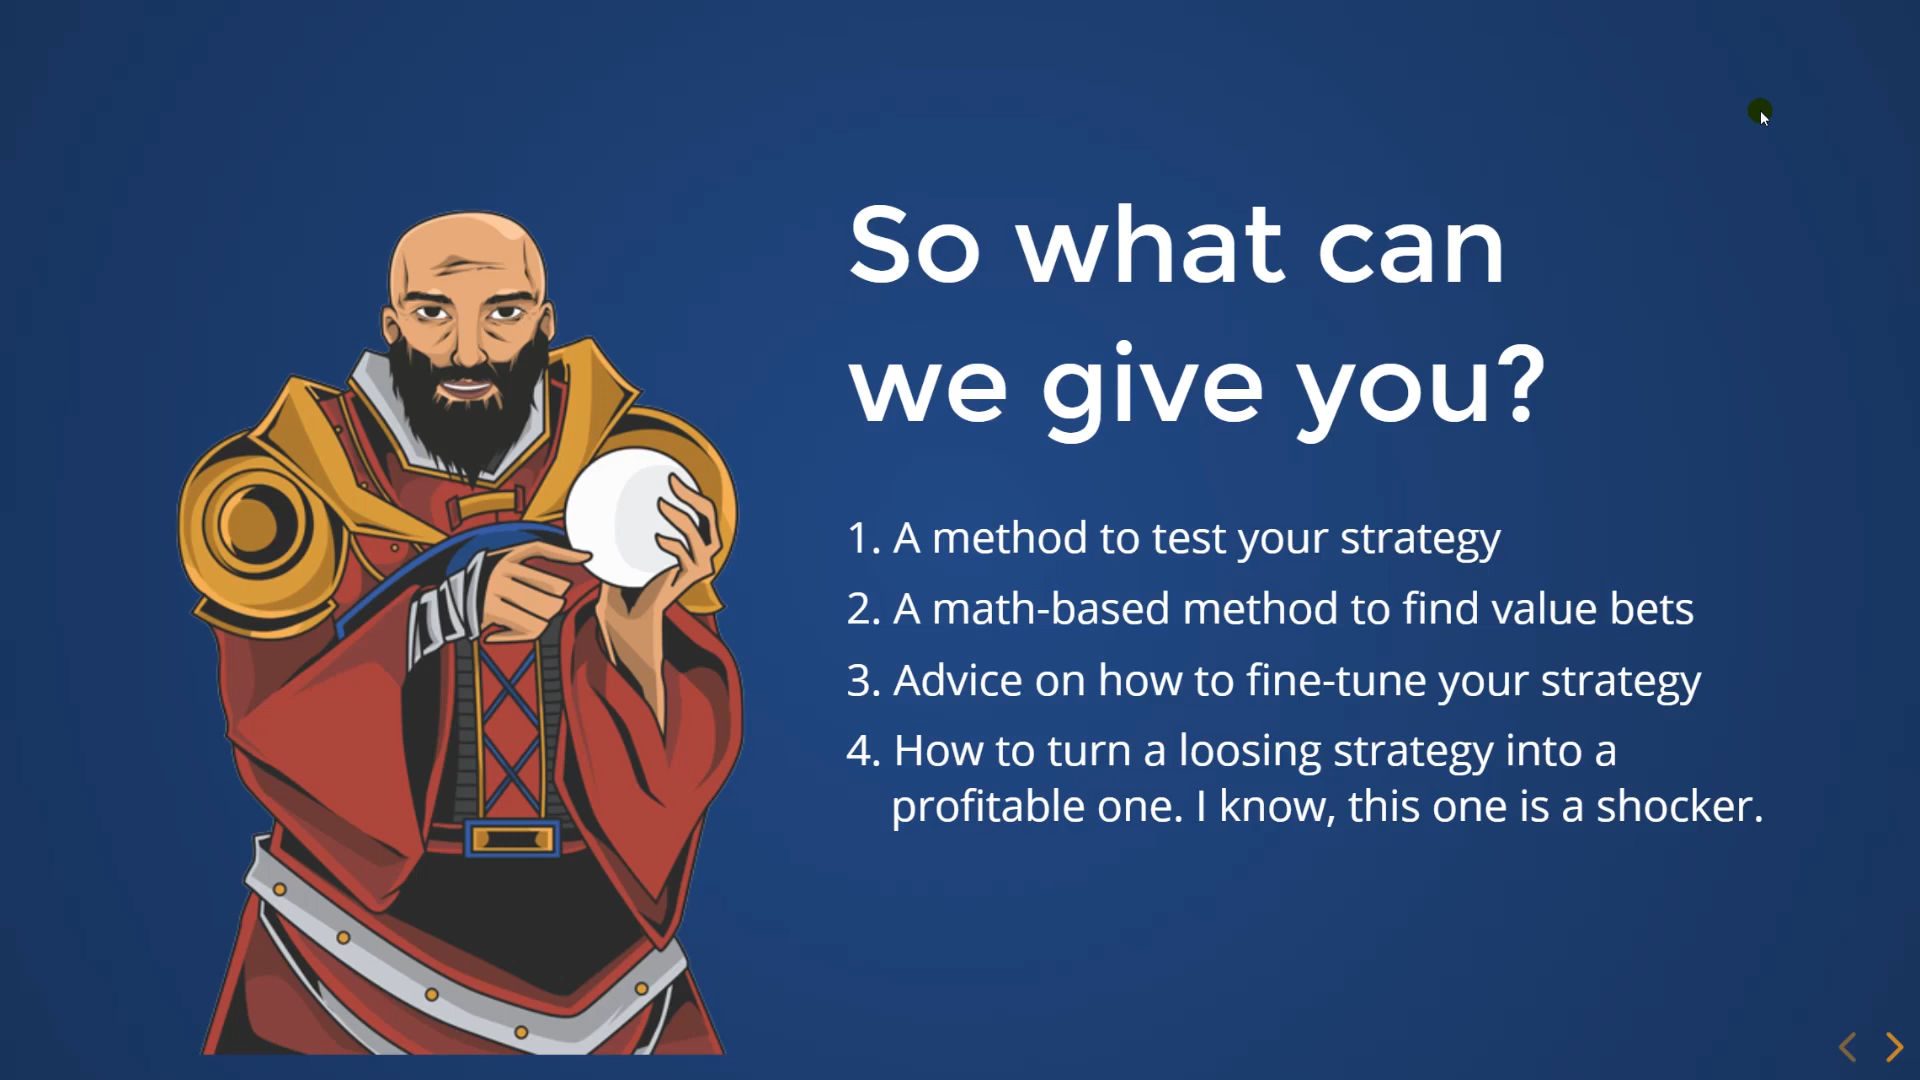 So what can
we give you?
1. A method to test your strategy
2. A math-based method to find value bets
3. Advice on how to fine-tune your strategy
4. How to turn a loosing strategy into a
profitable one. I know, this one is a shocker.